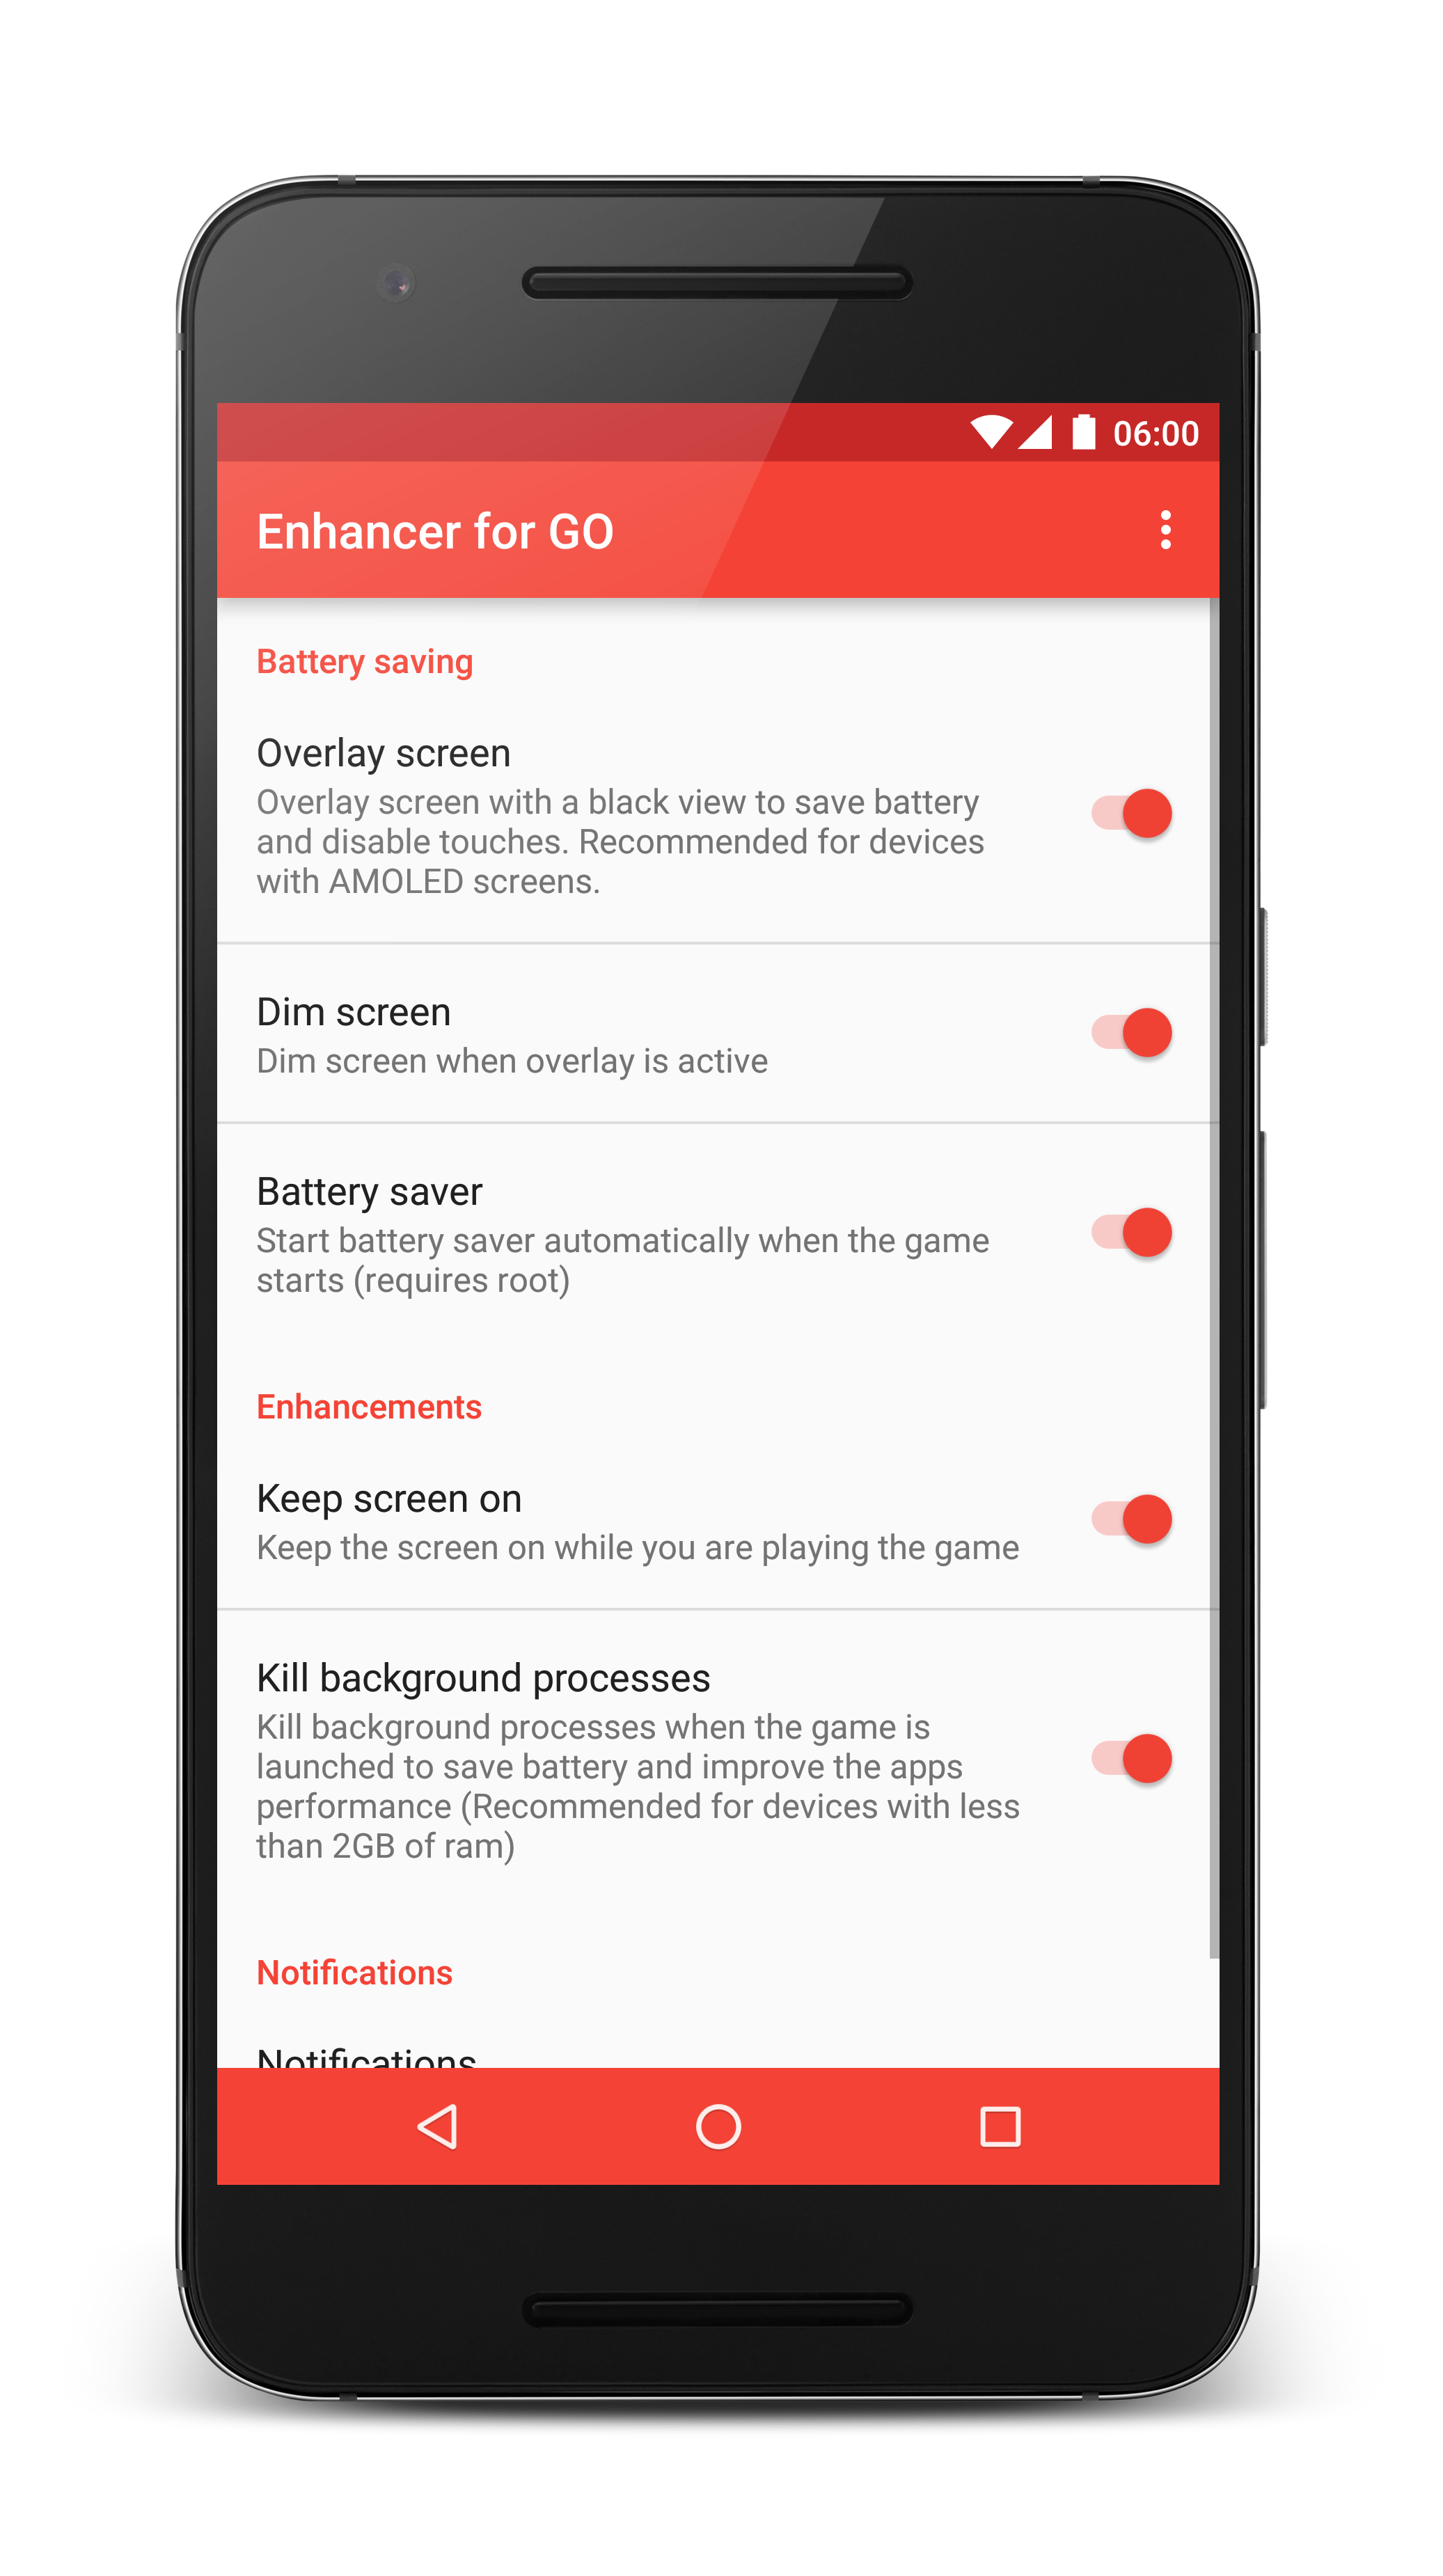 06:00
Enhancer for GO
Battery saving
Overlay screen
Overlay screen with a black view to save battery
and disable touches. Recommended for devices
with AMOLED screens.
Dim screen
Dim screen when overlay is active
Battery saver
Start battery saver automatically when the game
starts (requires root)
Enhancements
Keep screen on
Keep the screen on while you are playing the game
Kill background processes
Kill background processes when the game is
launched to save battery and improve the apps
performance (Recommended for devices with less
than 2GB of ram)
Notifications
Notifications